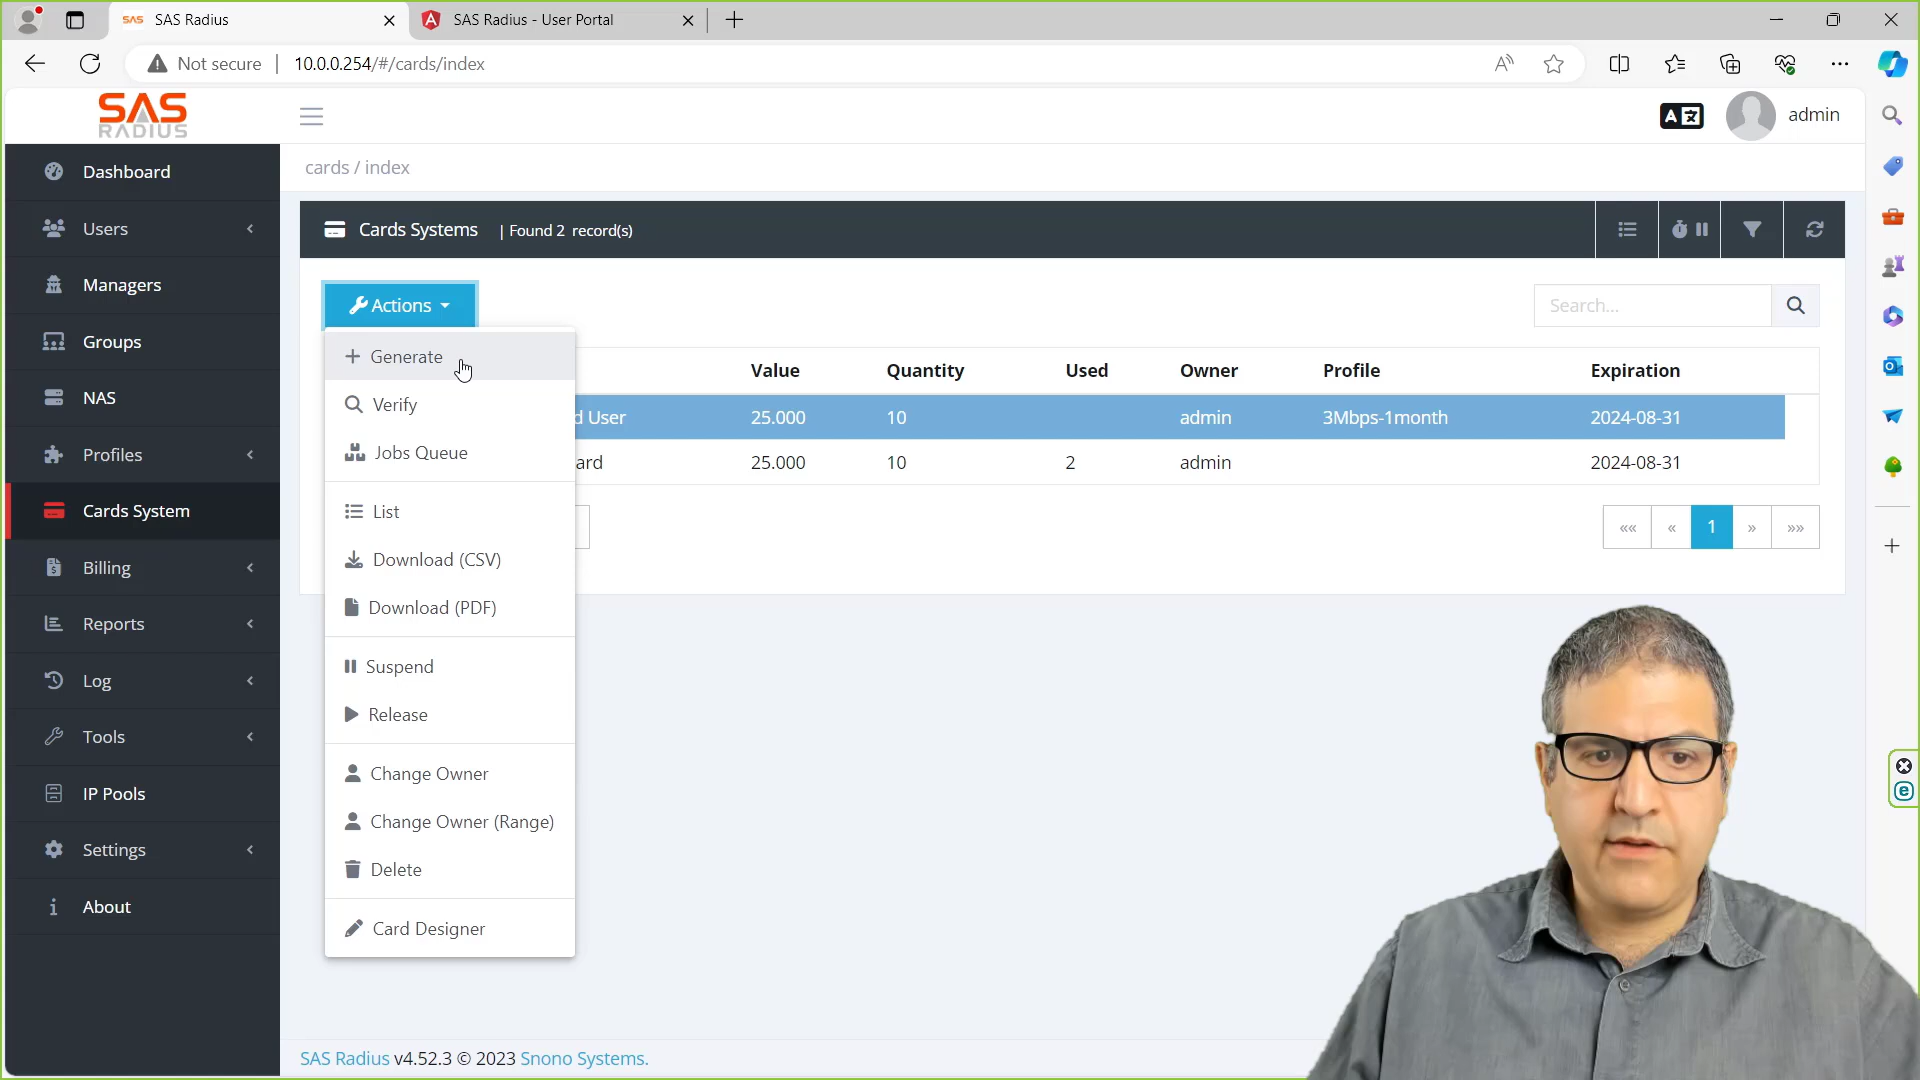 SAS Radius
SAS Radius - User Portal
Not secure
10.0.0.254/#/cards/index
SAS
RADIUS
admin
Dashboard
Users
Managers
Groups
NAS
Profiles
Cards System
Billing
Reports
Log
Tools
IP Pools
Settings
About
cards / index
Cards Systems | Found 2 record(s)
Actions
Search...
Generate
Verify
Jobs Queue
List
Download (CSV)
Download (PDF)
Suspend
Release
Change Owner
Change Owner (Range)
Delete
Card Designer
Value Quantity Used Owner Profile Expiration
d User 25.000 10 admin 3Mbps-1month 2024-08-31
ard 25.000 10 2 admin 2024-08-31
«« « 1 » »»
SAS Radius v4.52.3 © 2023 Snono Systems.